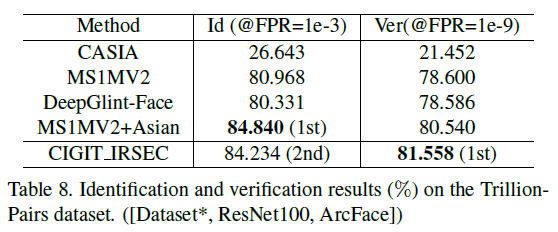 Method Id (@FPR=1e-3) Ver(@FPR=1e-9)
CASIA 26.643 21.452
MS1MV2 80.968 78.600
DeepGlint-Face 80.331 78.586
MS1MV2+Asian 84.840 (1st) 80.540
CIGIT_IRSEC 84.234 (2nd) 81.558 (1st)
Table 8. Identification and verification results (%) on the Trillion-
Pairs dataset. ([Dataset*, ResNet100, ArcFace])